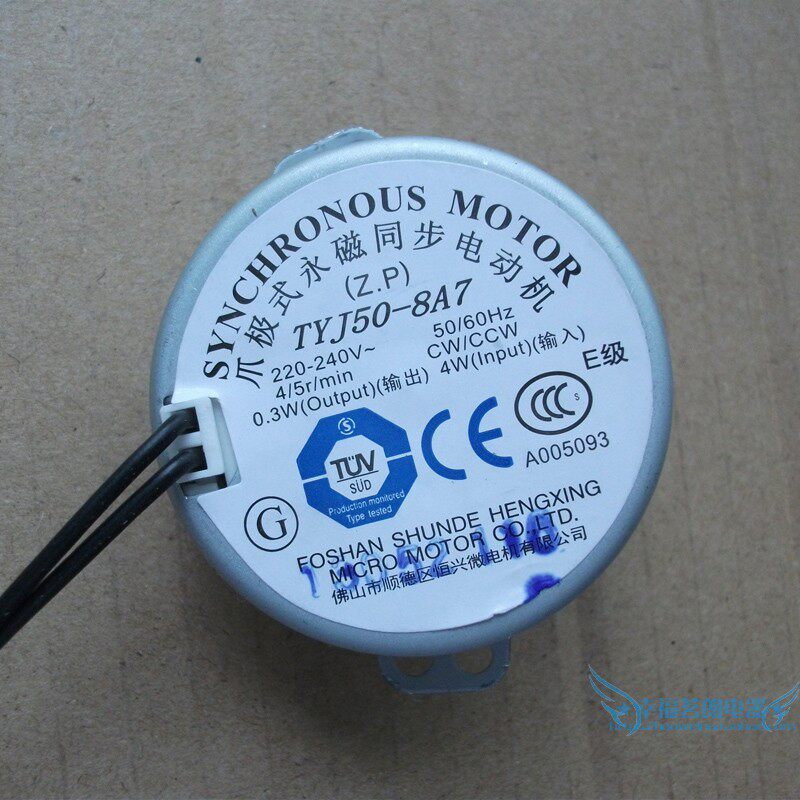 SYNCHRONOUS MOTOR
爪极式永磁同步电动机
(Z.P)
TYJ50-8A7
220-240V~ 50/60Hz
4/5r/min CW/CCW
0.3W(Output)(输出) 4W(Input)(输入)
E级
S
TÜV
SÜD
Production monitored
Type tested
CE
CCC S
A005093
G
FOSHAN SHUNDE HENGXING
MICRO MOTOR CO.,LTD.
佛山市顺德区恒兴微电机有限公司